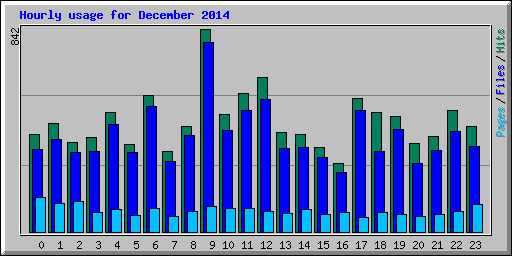 Hourly usage for December 2014
842
Pages/Files/Hits
0 1 2 3 4 5 6 7 8 9 10 11 12 13 14 15 16 17 18 19 20 21 22 23